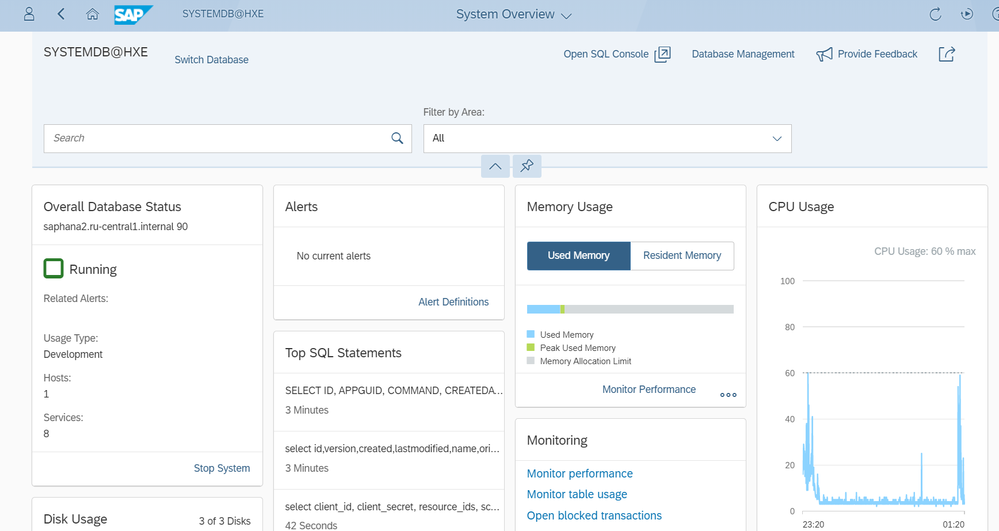 SAP
SYSTEMDB@HXE
System Overview
SYSTEMDB@HXE
Switch Database
Open SQL Console
Database Management
Provide Feedback
Filter by Area:
Search
All
Overall Database Status
saphana2.ru-central1.internal 90
Running
Related Alerts:
Usage Type:
Development
Hosts:
1
Services:
8
Stop System
Disk Usage
3 of 3 Disks
Alerts
No current alerts
Alert Definitions
Top SQL Statements
SELECT ID, APPGUID, COMMAND, CREATEDA...
3 Minutes
select id,version,created,lastmodified,name,ori...
3 Minutes
select client_id, client_secret, resource_ids, sc...
42 Seconds
Memory Usage
Used Memory
Resident Memory
Used Memory
Peak Used Memory
Memory Allocation Limit
Monitor Performance
Monitoring
Monitor performance
Monitor table usage
Open blocked transactions
CPU Usage
CPU Usage: 60 % max
100
80
60
40
20
0
23:20
01:20